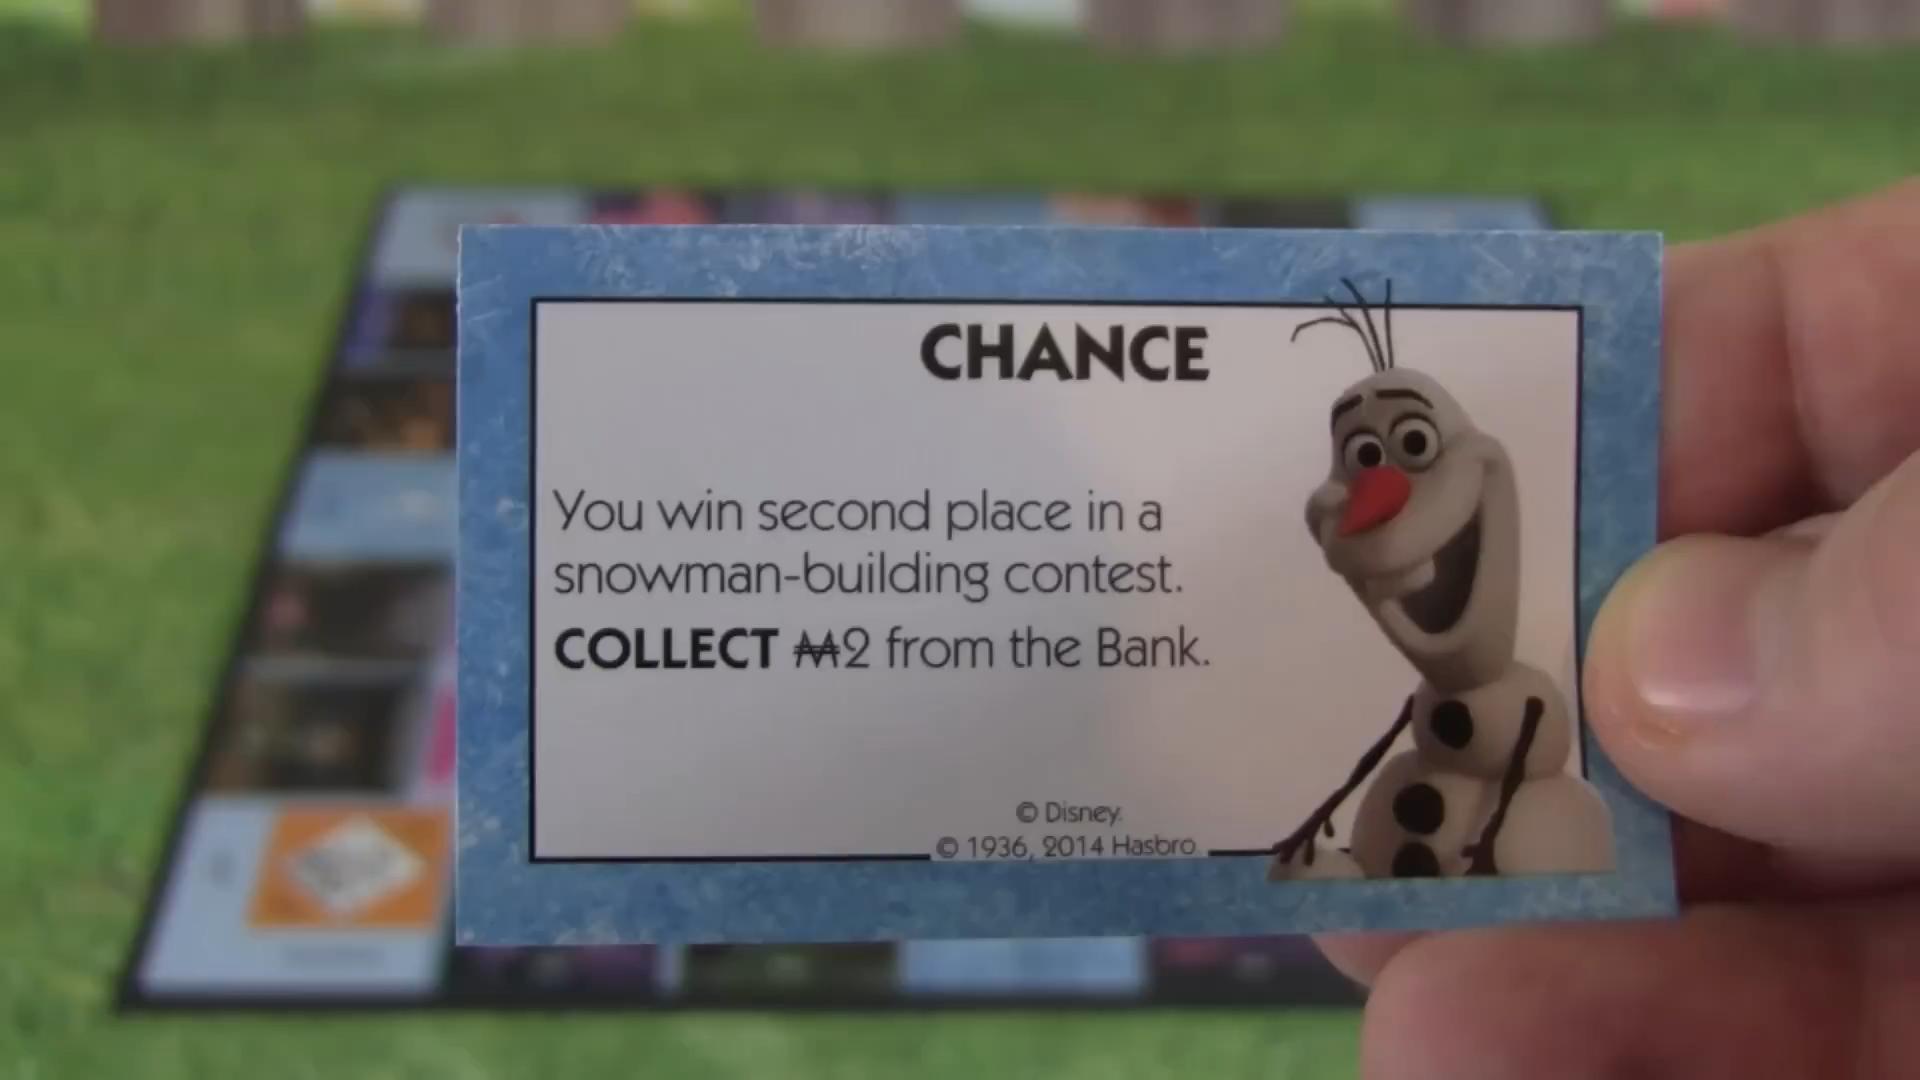 CHANCE
You win second place in a
snowman-building contest.
COLLECT ₩2 from the Bank.
© Disney.
© 1936, 2014 Hasbro.